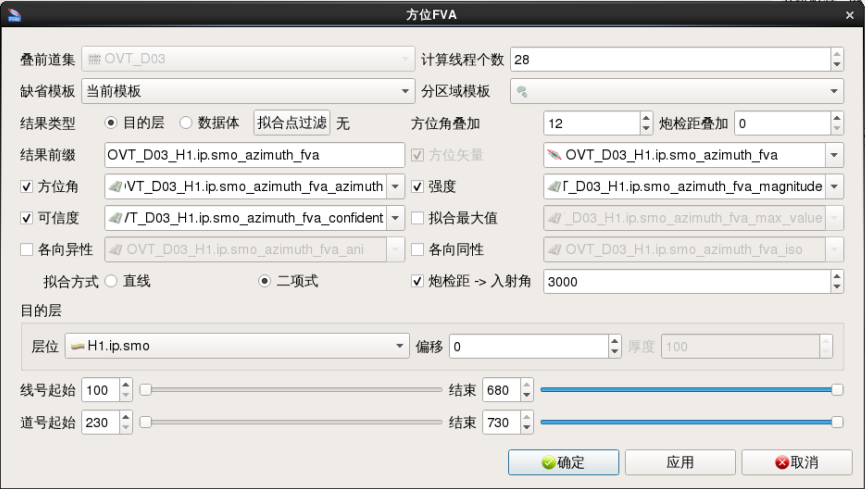 方位FVA
叠前道集 OVT_D03 计算线程个数 28
缺省模板 当前模板 分区域模板
结果类型 目的层 数据体 拟合点过滤 无 方位角叠加 12 炮检距叠加 0
结果前缀 OVT_D03_H1.ip.smo_azimuth_fva 方位矢量 OVT_D03_H1.ip.smo_azimuth_fva
方位角 VT_D03_H1.ip.smo_azimuth_fva_azimuth 强度 T_D03_H1.ip.smo_azimuth_fva_magnitude
可信度 VT_D03_H1.ip.smo_azimuth_fva_confident 拟合最大值 _D03_H1.ip.smo_azimuth_fva_max_value
各向异性 OVT_D03_H1.ip.smo_azimuth_fva_ani 各向同性 OVT_D03_H1.ip.smo_azimuth_fva_iso
拟合方式 直线 二项式 炮检距 -> 入射角 3000
目的层
层位 H1.ip.smo 偏移 0 厚度 100
线号起始 100 结束 680
道号起始 230 结束 730
确定 应用 取消